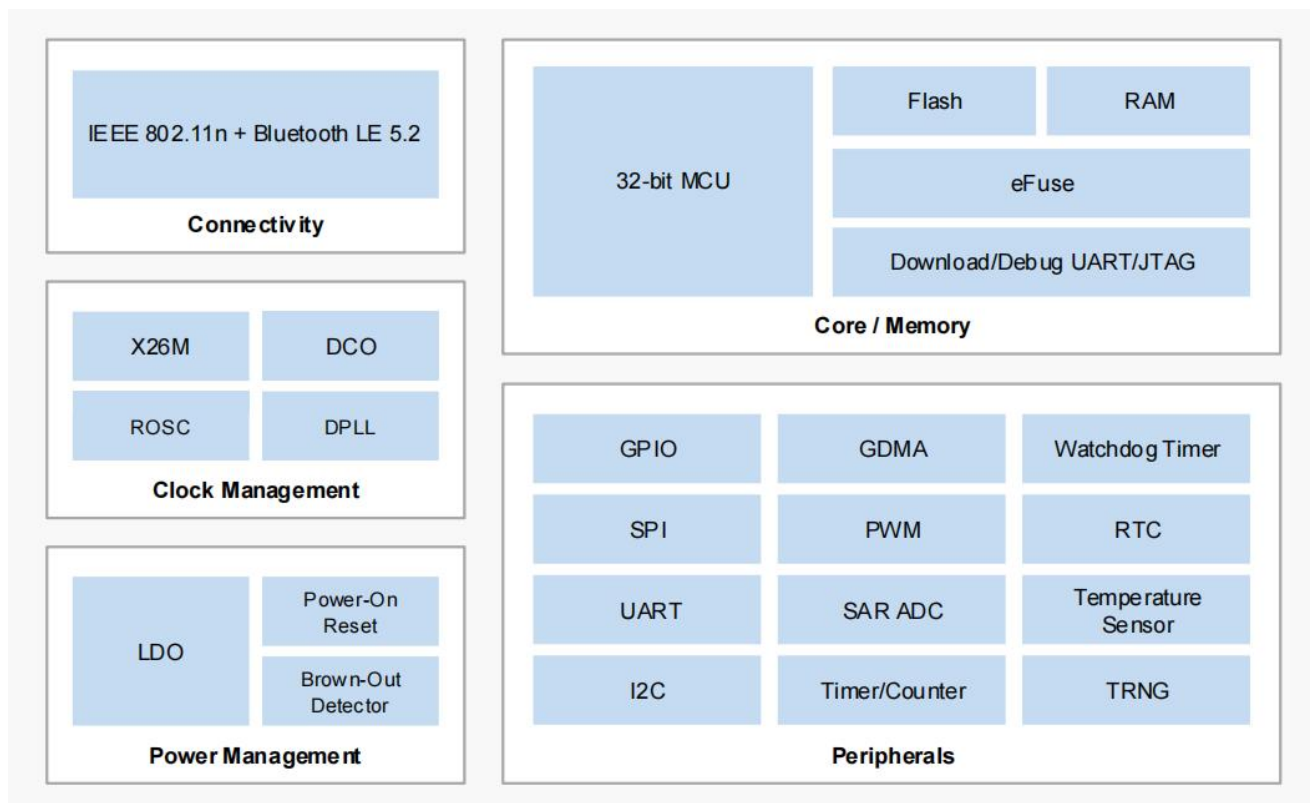 IEEE 802.11n + Bluetooth LE 5.2
Connectivity
X26M
DCO
ROSC
DPLL
Clock Management
LDO
Power-On
Reset
Brown-Out
Detector
Power Management
32-bit MCU
Flash
RAM
eFuse
Download/Debug UART/JTAG
Core / Memory
GPIO
GDMA
Watchdog Timer
SPI
PWM
RTC
UART
SAR ADC
Temperature
Sensor
I2C
Timer/Counter
TRNG
Peripherals